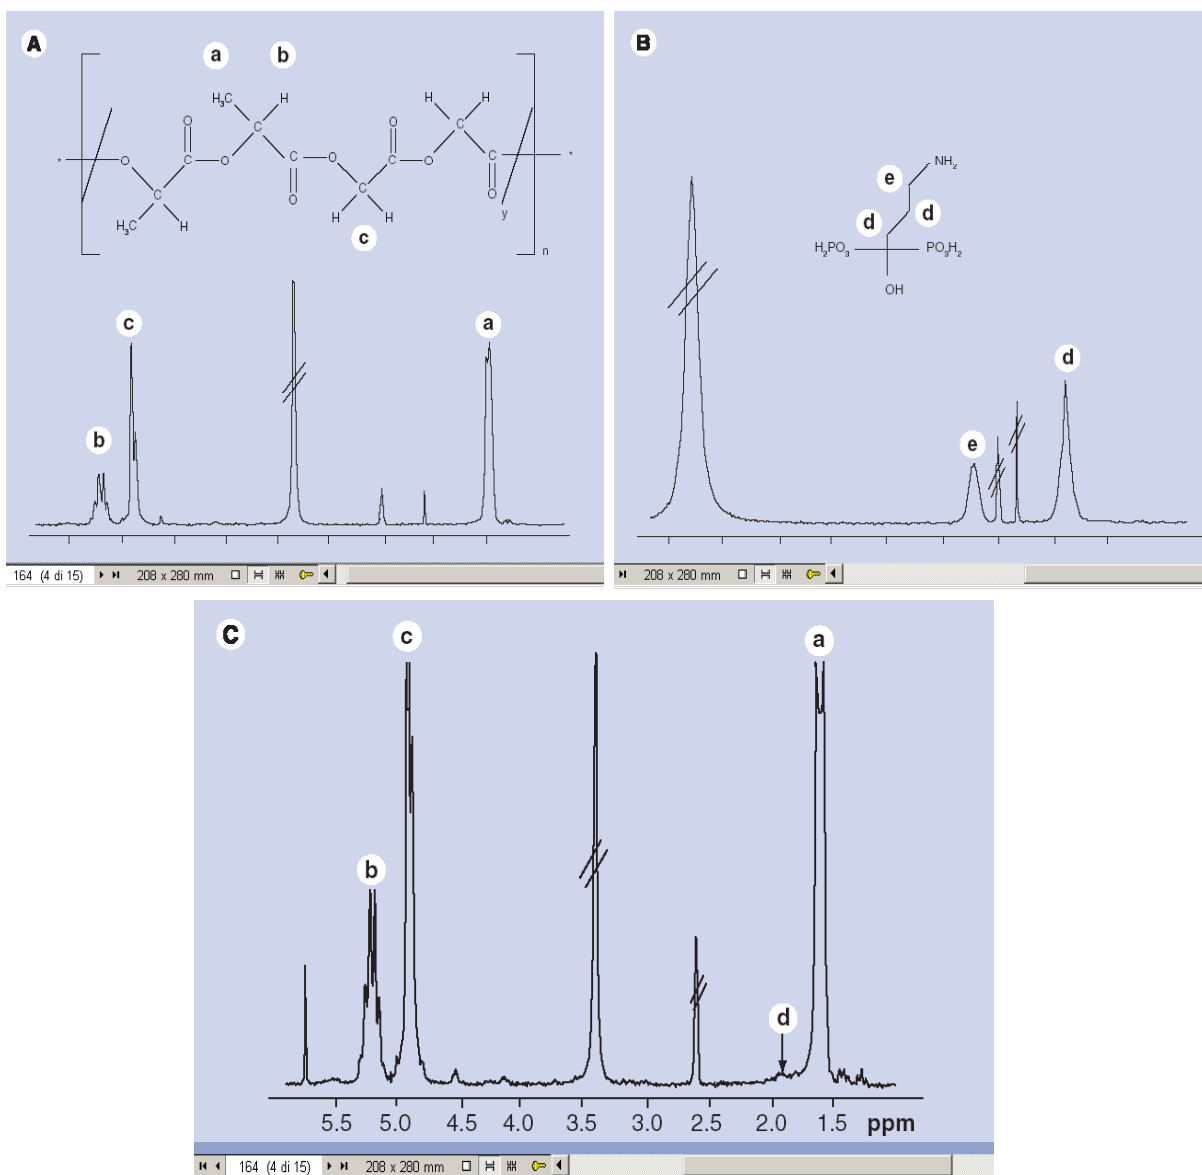 A
a b
H₃C H H H
O O
C C
O C O C O C O
* O C C C *
C O C O
H₃C H H H y
c n
c a
b
164 (4 di 15) 208 x 280 mm
B
NH₂
e
d d
H₂PO₃ PO₃H₂
OH
e d
208 x 280 mm
C
c a
b
d
5.5 5.0 4.5 4.0 3.5 3.0 2.5 2.0 1.5 ppm
164 (4 di 15) 208 x 280 mm